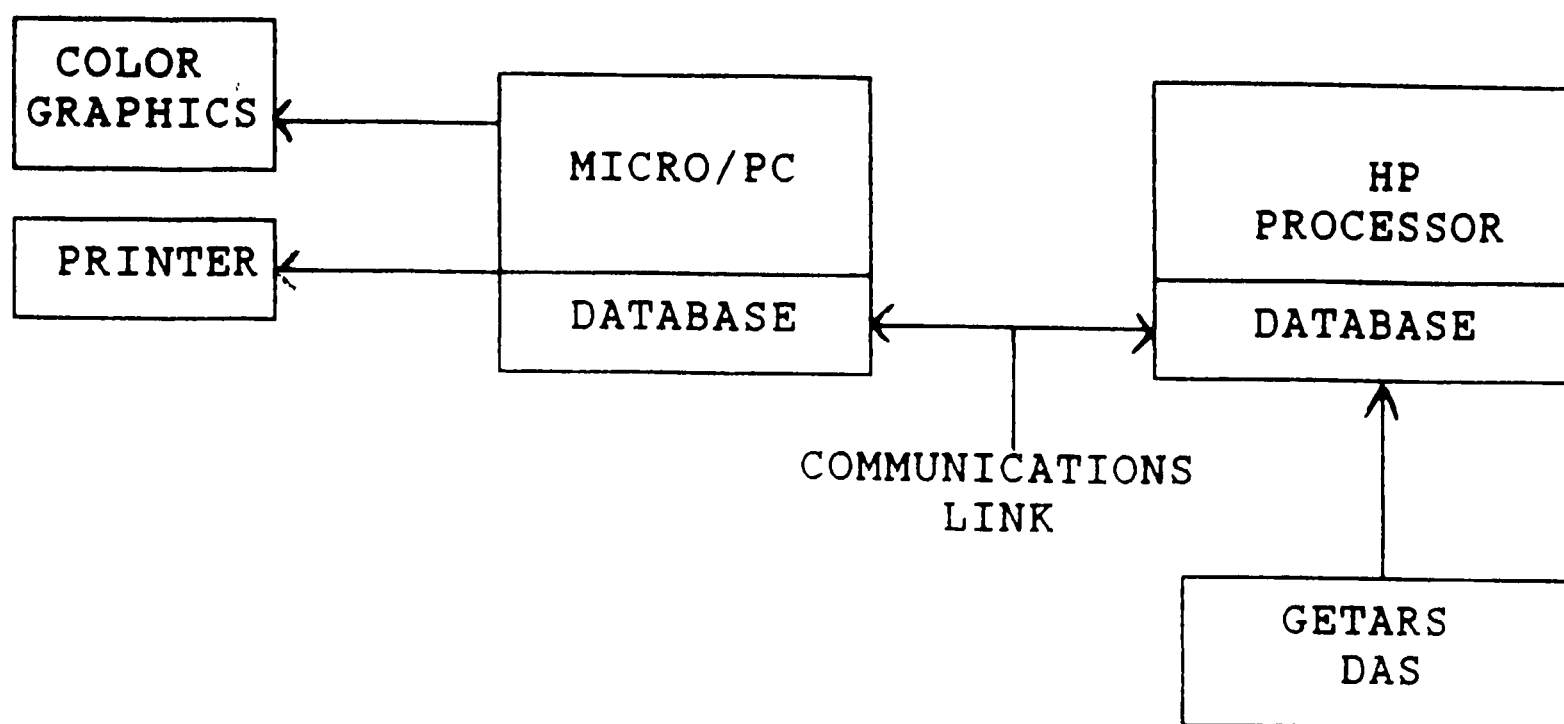 COLOR
GRAPHICS
PRINTER
MICRO/PC
DATABASE
COMMUNICATIONS
LINK
HP
PROCESSOR
DATABASE
GETARS
DAS